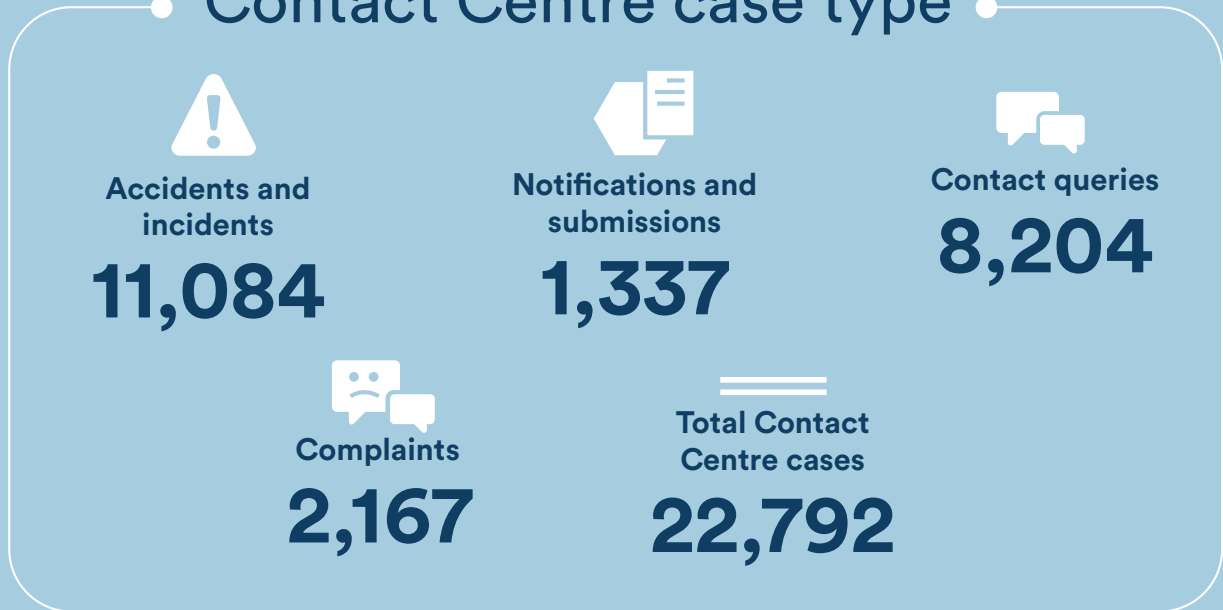 Contact Centre case type
Accidents and
incidents
11,084
Notifications and
submissions
1,337
Contact queries
8,204
Complaints
2,167
Total Contact
Centre cases
22,792